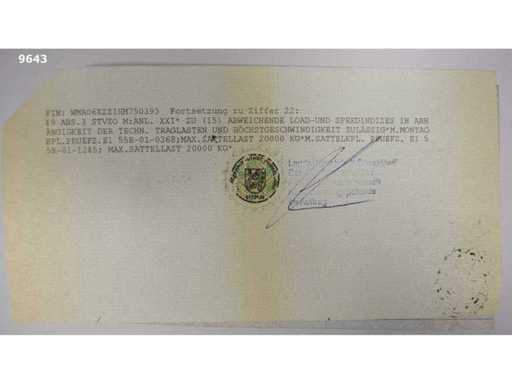 9643
FIN: WMA06XZZ1HM750393 Fortsetzung zu Ziffer 22:
19 ABS.3 STVZO M:ANL. XXI* ZU (15) ABWEICHENDE LOAD-UND SPEEDINDIZES IN ABH
ÄNGIGKEIT DER TECHN. TRAGLASTEN UND HÖCHSTGESCHWINDIGKEIT ZULÄSSIG*M.MONTAG
EPL.PRUEFZ.E1 55R-01-0368;MAX.SATTELLAST 20000 KG*M.SATTELKPL. PRUEFZ. E1 5
5R-01-1245; MAX.SATTELLAST 20000 KG*